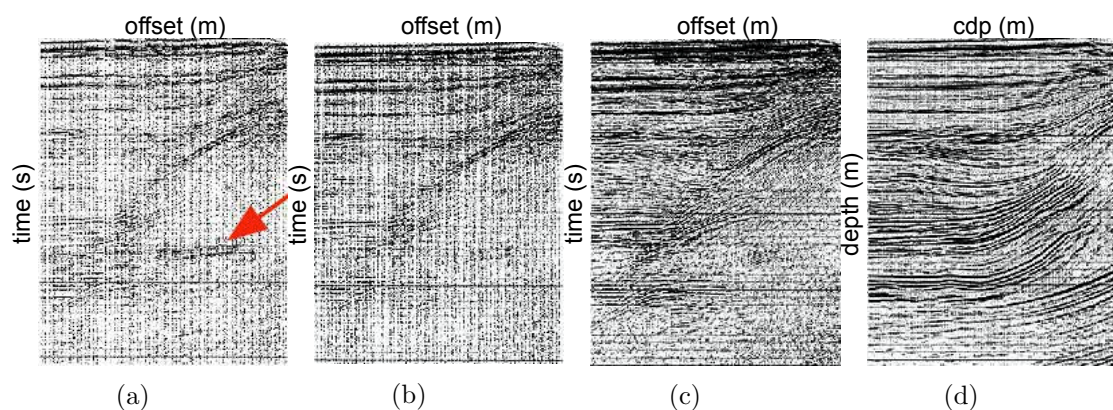 offset (m)
offset (m)
offset (m)
cdp (m)
time (s)
time (s)
time (s)
depth (m)
(a)
(b)
(c)
(d)